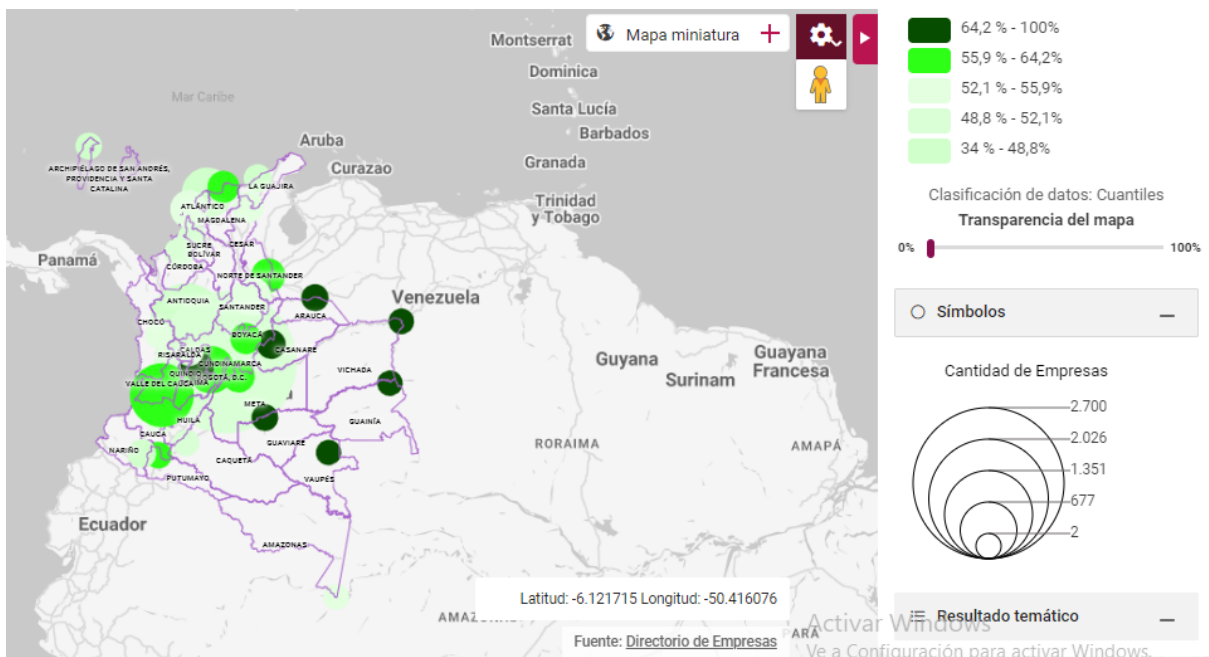 Montserrat
Mapa miniatura
Dominica
Mar Caribe
Santa Lucía
Barbados
Aruba
Curazao
Granada
ARCHIPIÉLAGO DE SAN ANDRÉS,
PROVIDENCIA Y SANTA
CATALINA
LA GUAJIRA
Trinidad
y Tobago
ATLÁNTICO
MAGDALENA
SUCRE
CESAR
BOLÍVAR
Panamá
CÓRDOBA
NORTE DE SANTANDER
ANTIOQUIA
SANTANDER
Venezuela
ARAUCA
CHOCÓ
BOYACÁ
CALDAS
CASANARE
RISARALDA
CUNDINAMARCA
Guyana
Guayana
Francesa
QUINDÍO
BOGOTÁ, D.C.
VICHADA
Surinam
VALLE DEL CAUCA
META
HUILA
GUAINÍA
CAUCA
NARIÑO
GUAVIARE
RORAIMA
AMAPÁ
CAQUETÁ
PUTUMAYO
VAUPÉS
Ecuador
AMAZONAS
Latitud: -6.121715 Longitud: -50.416076
Fuente: Directorio de Empresas
PARÁ
64,2 % - 100%
55,9 % - 64,2%
52,1 % - 55,9%
48,8 % - 52,1%
34 % - 48,8%
Clasificación de datos: Cuantiles
Transparencia del mapa
0%
100%
Símbolos
Cantidad de Empresas
2.700
2.026
1.351
677
2
Resultado temático
Activar Windows
Ve a Configuración para activar Windows.